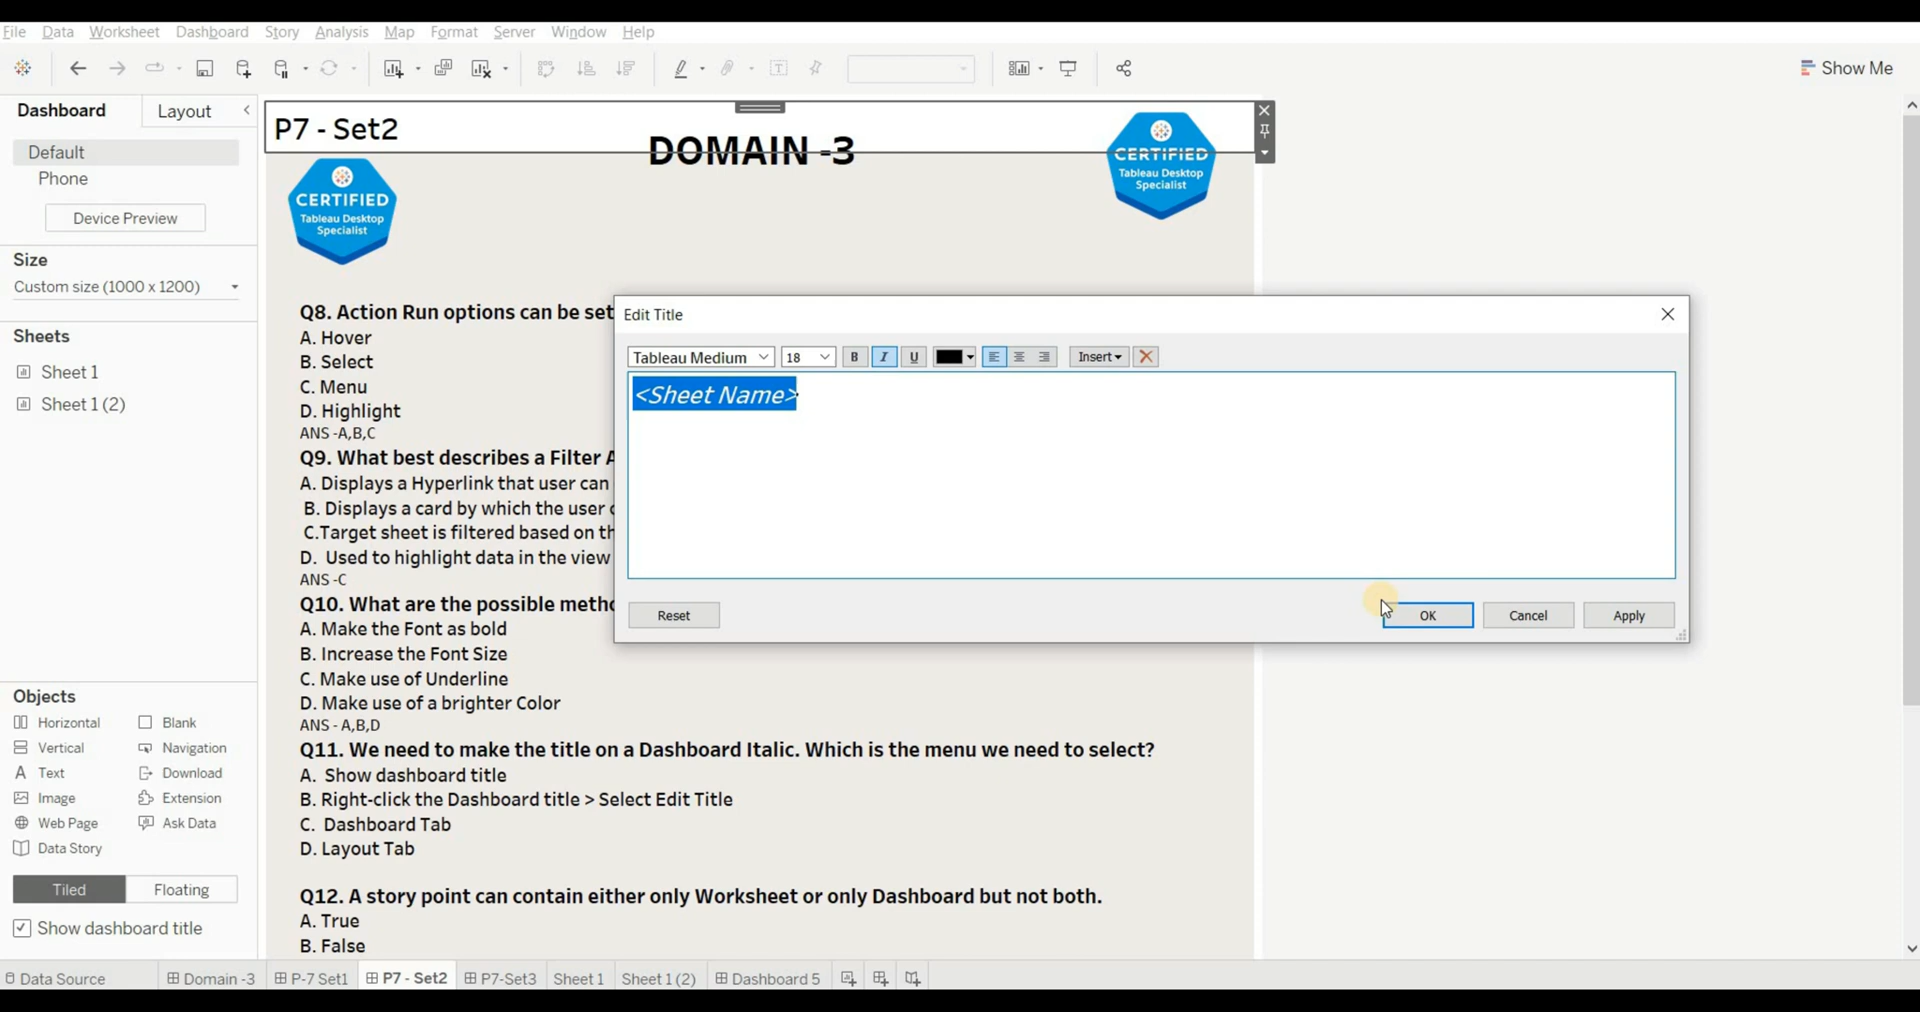 File Data Worksheet Dashboard Story Analysis Map Format Server Window Help
Show Me
Dashboard Layout
Default
Phone
Device Preview
Size
Custom size (1000 x 1200)
Sheets
Sheet 1
Sheet 1 (2)
Objects
Horizontal Blank
Vertical Navigation
Text Download
Image Extension
Web Page Ask Data
Data Story
Tiled Floating
Show dashboard title
P7 - Set2
DOMAIN -3
CERTIFIED
Tableau Desktop
Specialist
CERTIFIED
Tableau Desktop
Specialist
Q8. Action Run options can be set
A. Hover
B. Select
C. Menu
D. Highlight
ANS -A,B,C
Q9. What best describes a Filter A
A. Displays a Hyperlink that user can
B. Displays a card by which the user
C.Target sheet is filtered based on th
D. Used to highlight data in the view
ANS -C
Q10. What are the possible metho
A. Make the Font as bold
B. Increase the Font Size
C. Make use of Underline
D. Make use of a brighter Color
ANS - A,B,D
Q11. We need to make the title on a Dashboard Italic. Which is the menu we need to select?
A. Show dashboard title
B. Right-click the Dashboard title > Select Edit Title
C. Dashboard Tab
D. Layout Tab
Q12. A story point can contain either only Worksheet or only Dashboard but not both.
A. True
B. False
Edit Title
Tableau Medium 18 B I U Insert
<Sheet Name>
Reset OK Cancel Apply
Data Source Domain -3 P-7 Set1 P7 - Set2 P7-Set3 Sheet 1 Sheet 1 (2) Dashboard 5